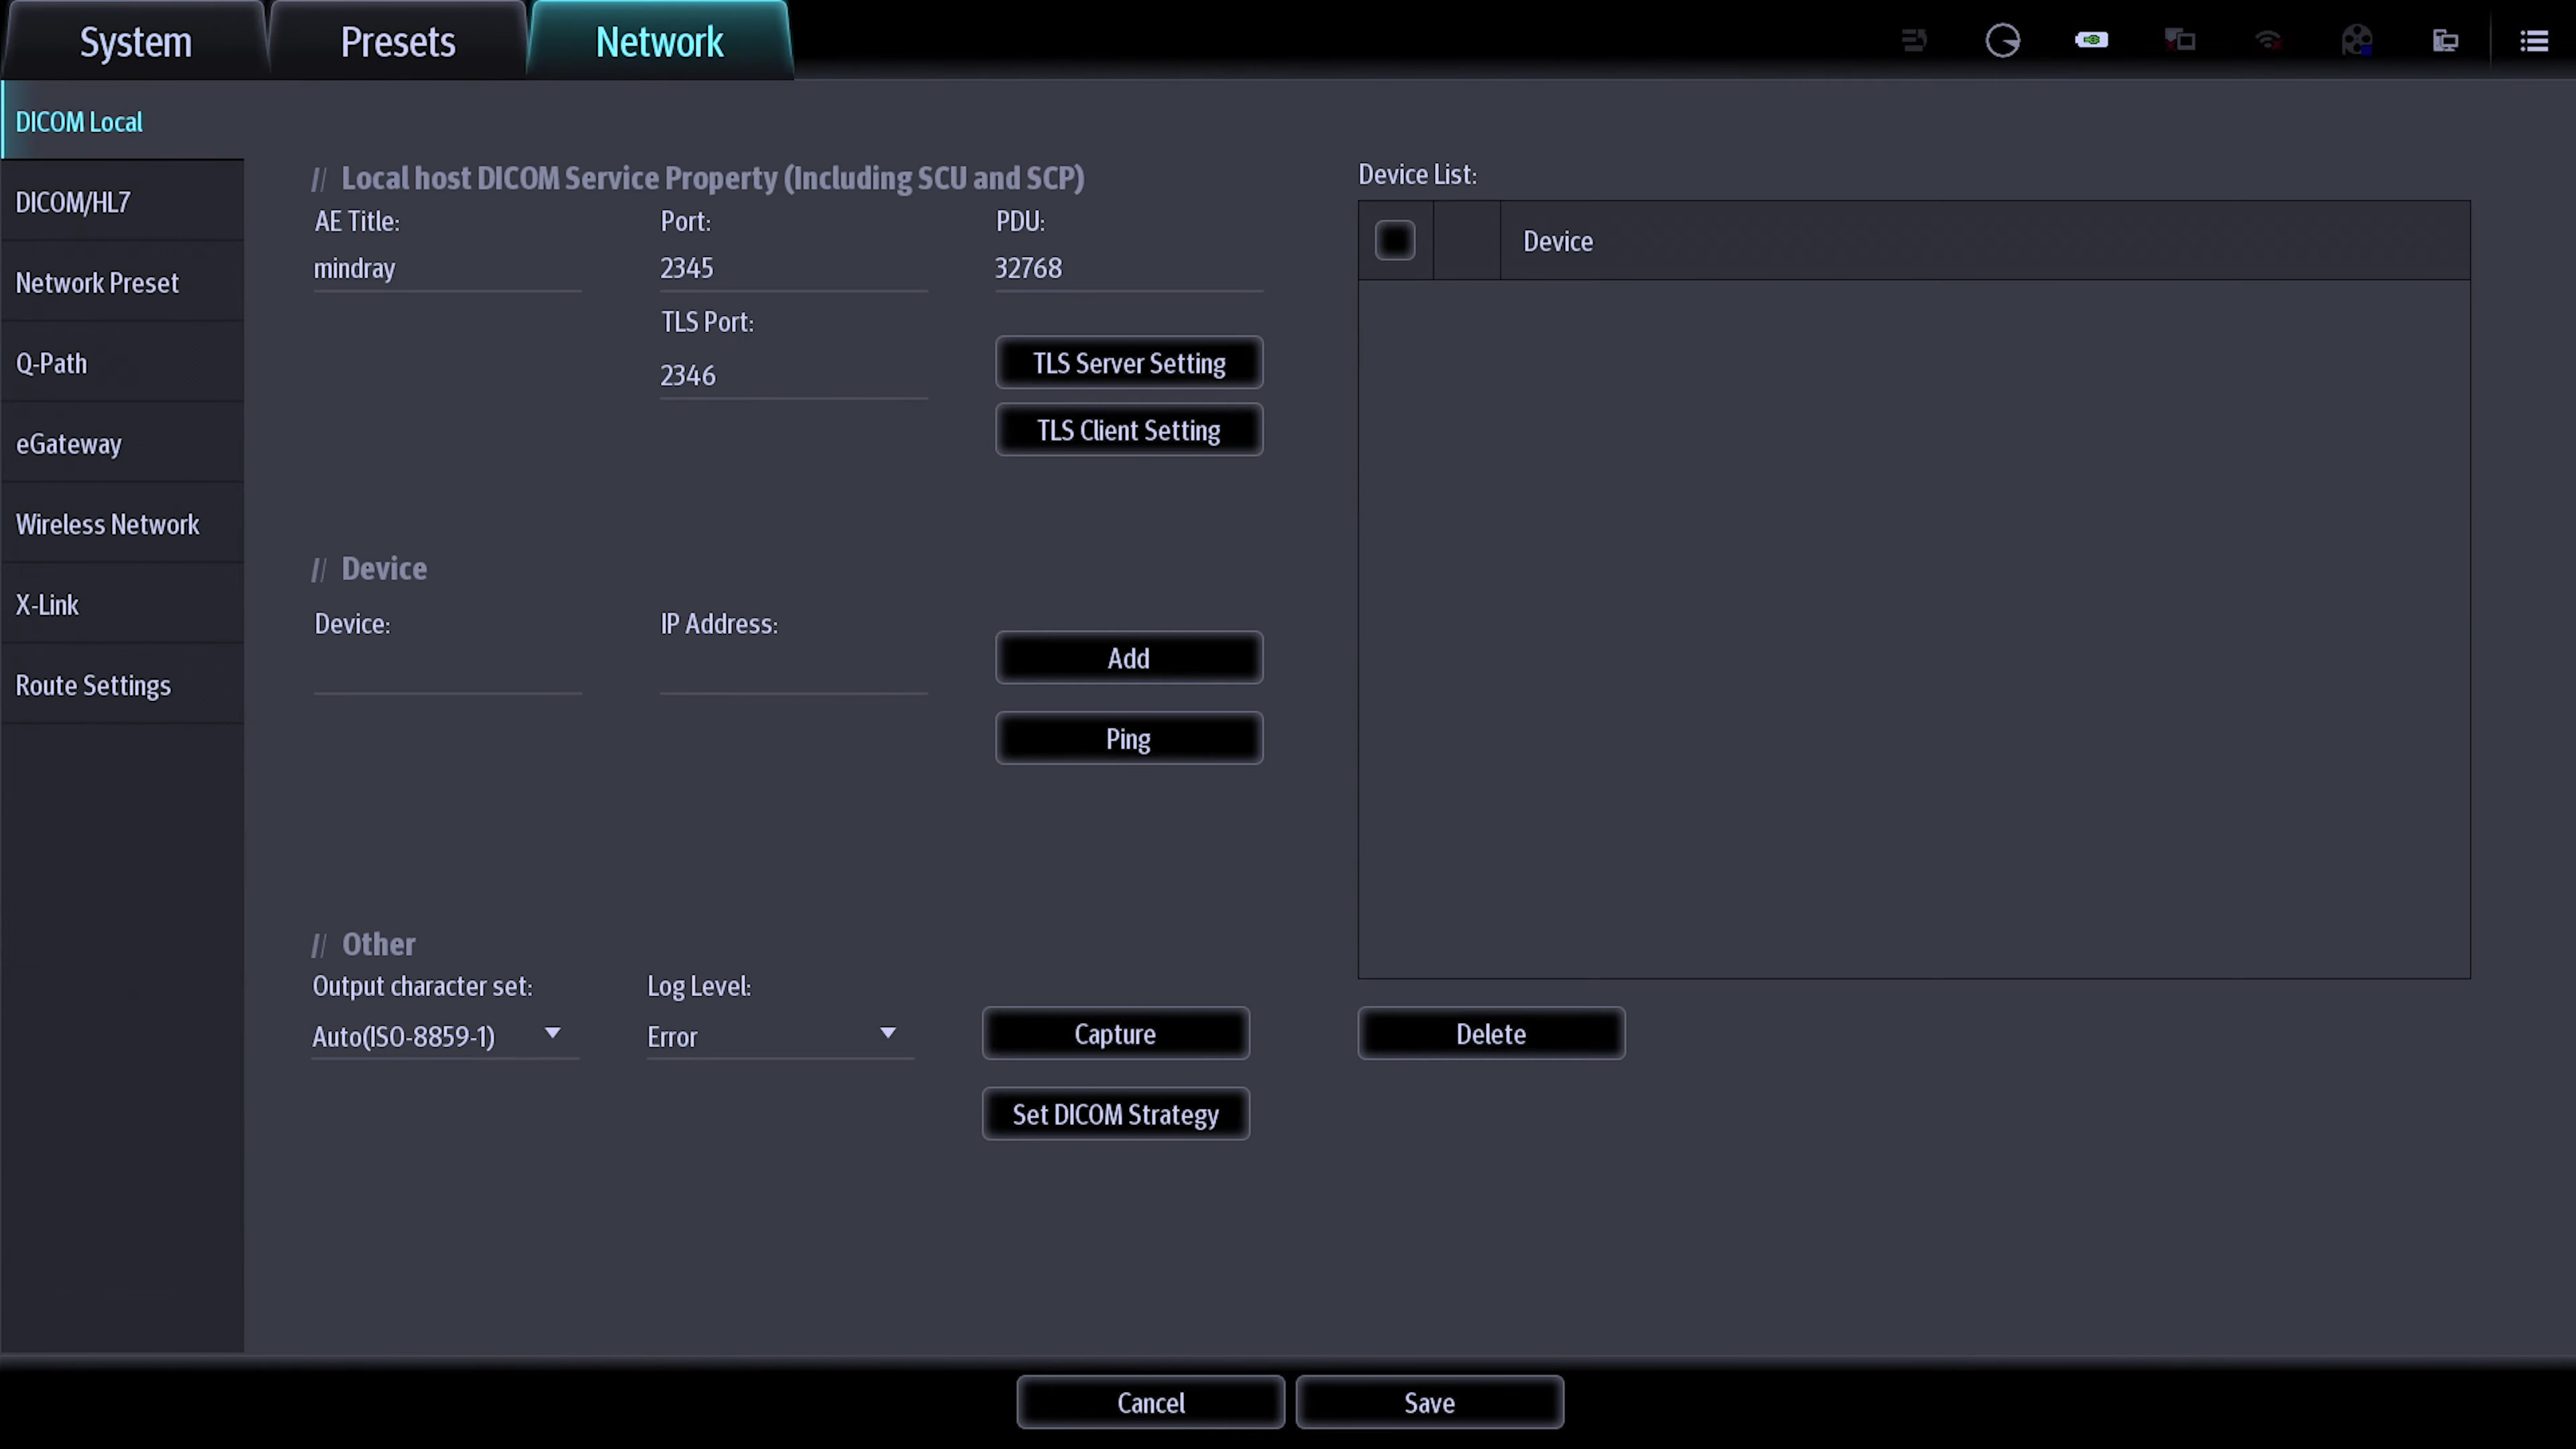 System
Presets
Network
DICOM Local
DICOM/HL7
Network Preset
Q-Path
eGateway
Wireless Network
X-Link
Route Settings
// Local host DICOM Service Property (Including SCU and SCP)
AE Title:
Port:
PDU:
mindray
2345
32768
TLS Port:
2346
TLS Server Setting
TLS Client Setting
// Device
Device:
IP Address:
Add
Ping
// Other
Output character set:
Log Level:
Auto(ISO-8859-1)
Error
Capture
Set DICOM Strategy
Device List:
Device
Delete
Cancel
Save